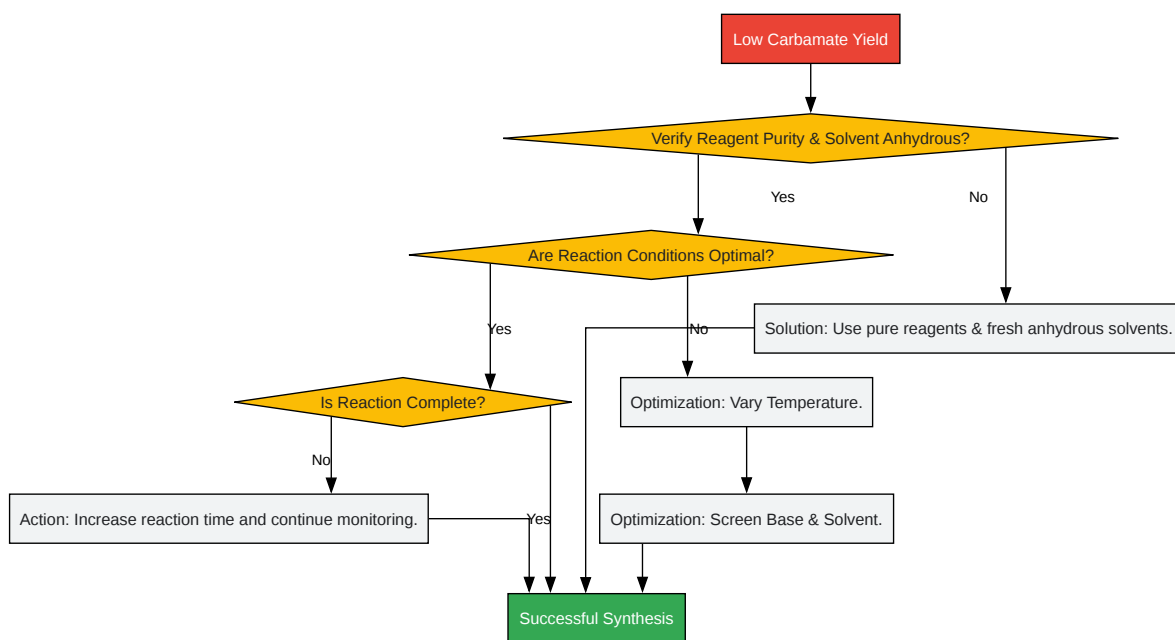 Low Carbamate Yield
Verify Reagent Purity & Solvent Anhydrous?
Yes
No
Are Reaction Conditions Optimal?
Yes
No
Solution: Use pure reagents & fresh anhydrous solvents.
Is Reaction Complete?
Optimization: Vary Temperature.
No
Action: Increase reaction time and continue monitoring.
Yes
Optimization: Screen Base & Solvent.
Successful Synthesis